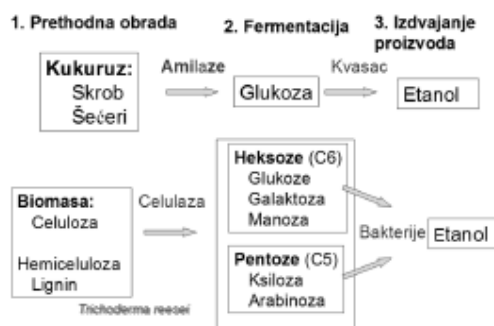 1. Prethodna obrada
2. Fermentacija
3. Izdvajanje
proizvoda
Kukuruz:
Skrob
Šećeri
Amilaze
Glukoza
Kvasac
Etanol
Biomasa:
Celuloza
Hemiceluloza
Lignin
Trichoderma reesei
Celulaza
Heksoze (C6)
Glukoze
Galaktoza
Manoza
Pentoze (C5)
Ksiloza
Arabinoza
Bakterije
Etanol